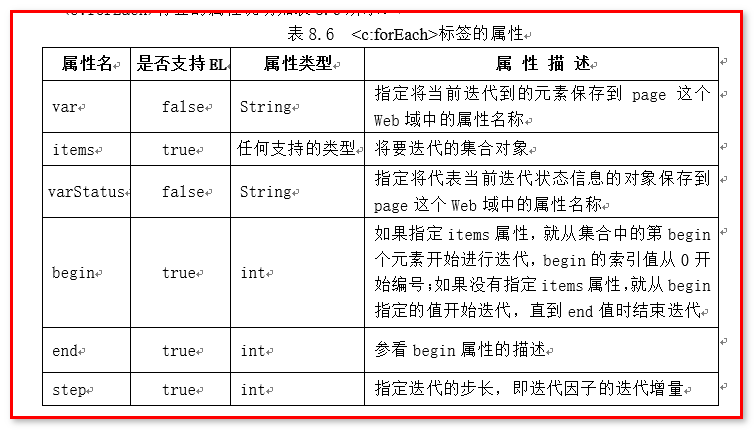 表 8.6 <c:forEach>标签的属性
属性名 是否支持 EL 属性类型 属 性 描 述
var false String 指定将当前迭代到的元素保存到 page 这个
Web 域中的属性名称
items true 任何支持的类型 将要迭代的集合对象
varStatus false String 指定将代表当前迭代状态信息的对象保存到
page 这个 Web 域中的属性名称
begin true int 如果指定 items 属性，就从集合中的第 begin
个元素开始进行迭代，begin 的索引值从 0 开
始编号；如果没有指定 items 属性，就从 begin
指定的值开始迭代，直到 end 值时结束迭代
end true int 参看 begin 属性的描述
step true int 指定迭代的步长，即迭代因子的迭代增量